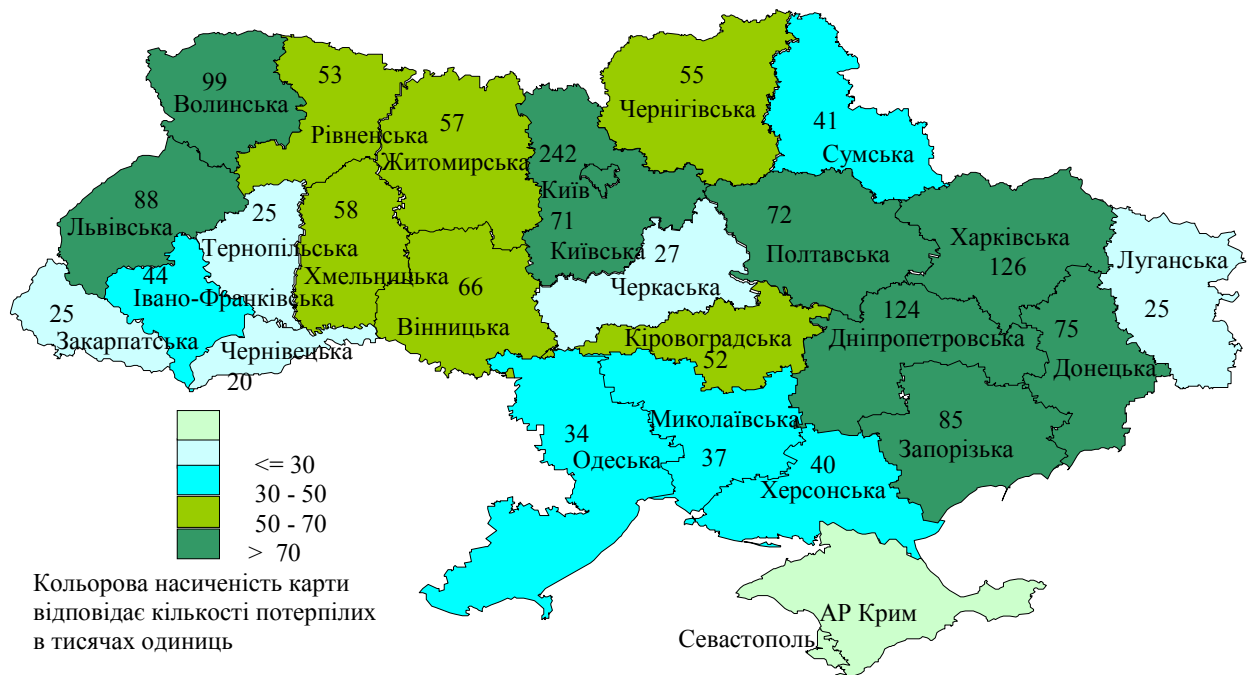 99
Волинська
53
Рівненська
57
Житомирська
55
Чернігівська
41
Сумська
242
Київ
71
Київська
88
Львівська
25
Тернопільська
58
Хмельницька
72
Полтавська
Харківська
126
Луганська
25
27
Черкаська
44
Івано-Франківська
66
Вінницька
25
Закарпатська
Чернівецька
20
Кіровоградська
52
124
Дніпропетровська
75
Донецька
34
Одеська
Миколаївська
37
85
Запорізька
40
Херсонська
<= 30
30 - 50
50 - 70
> 70
Кольорова насиченість карти
відповідає кількості потерпілих
в тисячах одиниць
АР Крим
Севастополь